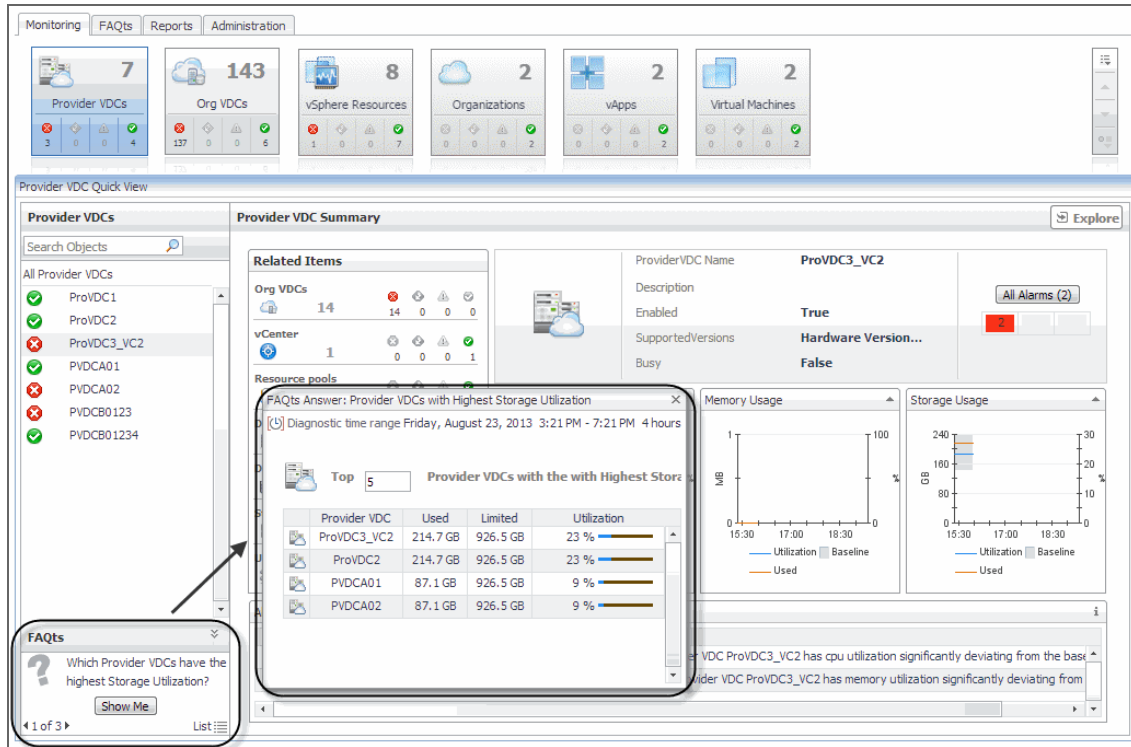 Monitoring FAQts Reports Administration
7 143 8 2 2 2
Provider VDCs Org VDCs vSphere Resources Organizations vApps Virtual Machines
3 0 0 4 137 0 0 6 1 0 0 7 0 0 0 2 0 0 0 2 0 0 0 2
Provider VDC Quick View
Provider VDCs
Search Objects
All Provider VDCs
ProVDC1
ProVDC2
ProVDC3_VC2
PVDCA01
PVDCA02
PVDCB0123
PVDCB01234
FAQts
? Which Provider VDCs have the
highest Storage Utilization?
Show Me
1 of 3 List
Provider VDC Summary Explore
Related Items
Org VDCs
14 14 0 0 0
vCenter
1 0 0 0 1
Resource pools
ProviderVDC Name ProVDC3_VC2
Description
Enabled True
SupportedVersions Hardware Version...
Busy False
All Alarms (2)
2
FAQts Answer: Provider VDCs with Highest Storage Utilization
Diagnostic time range Friday, August 23, 2013 3:21 PM - 7:21 PM 4 hours
Top 5 Provider VDCs with the with Highest Stora
Provider VDC Used Limited Utilization
ProVDC3_VC2 214.7 GB 926.5 GB 23 %
ProVDC2 214.7 GB 926.5 GB 23 %
PVDCA01 87.1 GB 926.5 GB 9 %
PVDCA02 87.1 GB 926.5 GB 9 %
Memory Usage
1 100
MB %
0 0
15:30 17:00 18:30
Utilization Baseline
Used
Storage Usage
240 30
160 20
GB %
80 10
0 0
15:30 17:00 18:30
Utilization Baseline
Used
VDC ProVDC3_VC2 has cpu utilization significantly deviating from the base
vider VDC ProVDC3_VC2 has memory utilization significantly deviating from